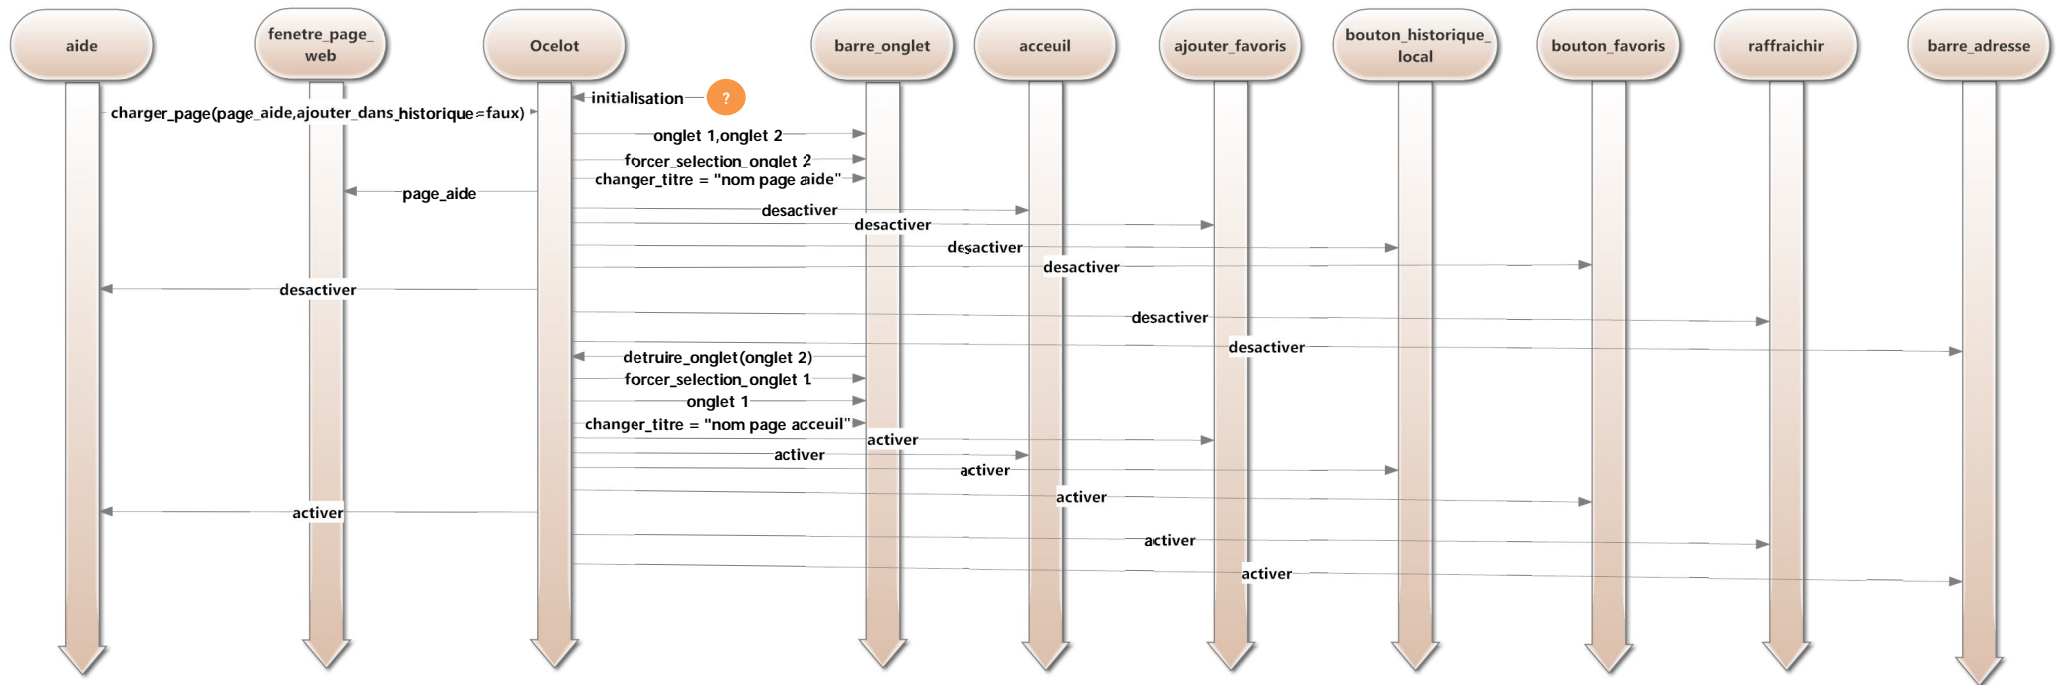 aide
fenetre_page_
web
Ocelot
barre_onglet
acceuil
ajouter_favoris
bouton_historique_
local
bouton_favoris
raffraichir
barre_adresse
initialisation
?
charger_page(page_aide,ajouter_dans_historique=faux)
onglet 1,onglet 2
forcer_selection_onglet 2
changer_titre = "nom page aide"
page_aide
desactiver
desactiver
desactiver
desactiver
desactiver
desactiver
desactiver
detruire_onglet(onglet 2)
forcer_selection_onglet 1
onglet 1
changer_titre = "nom page acceuil"
activer
activer
activer
activer
activer
activer
activer